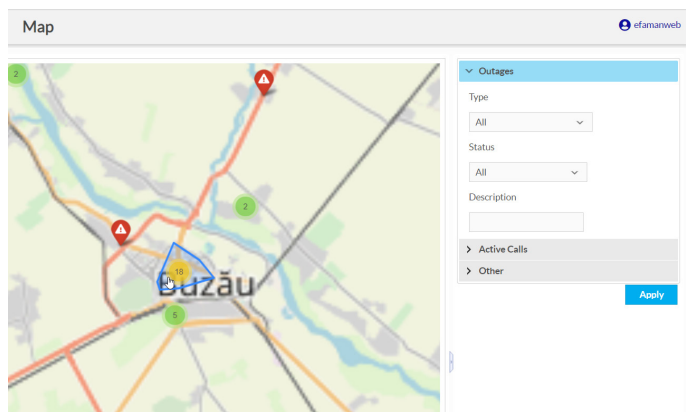 Map
efamanweb
2
Outages
Type
All
Status
All
2
Description
Active Calls
18
Other
Buzău
Apply
5